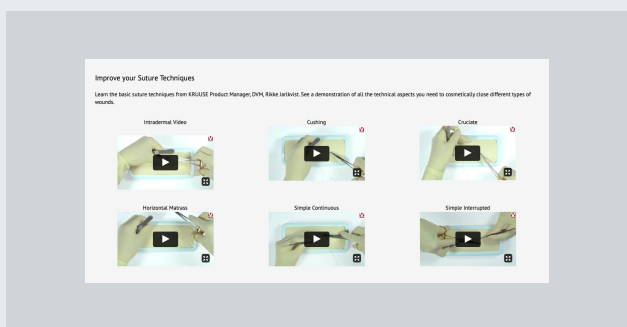 Improve your Suture Techniques
Learn the basic suture techniques from KRUUSE Product Manager, DVM, Rikke Jarlkvist. See a demonstration of all the technical aspects you need to cosmetically close different types of
wounds.
Intradermal Video
Cushing
Cruciate
Horizontal Matrass
Simple Continuous
Simple Interrupted